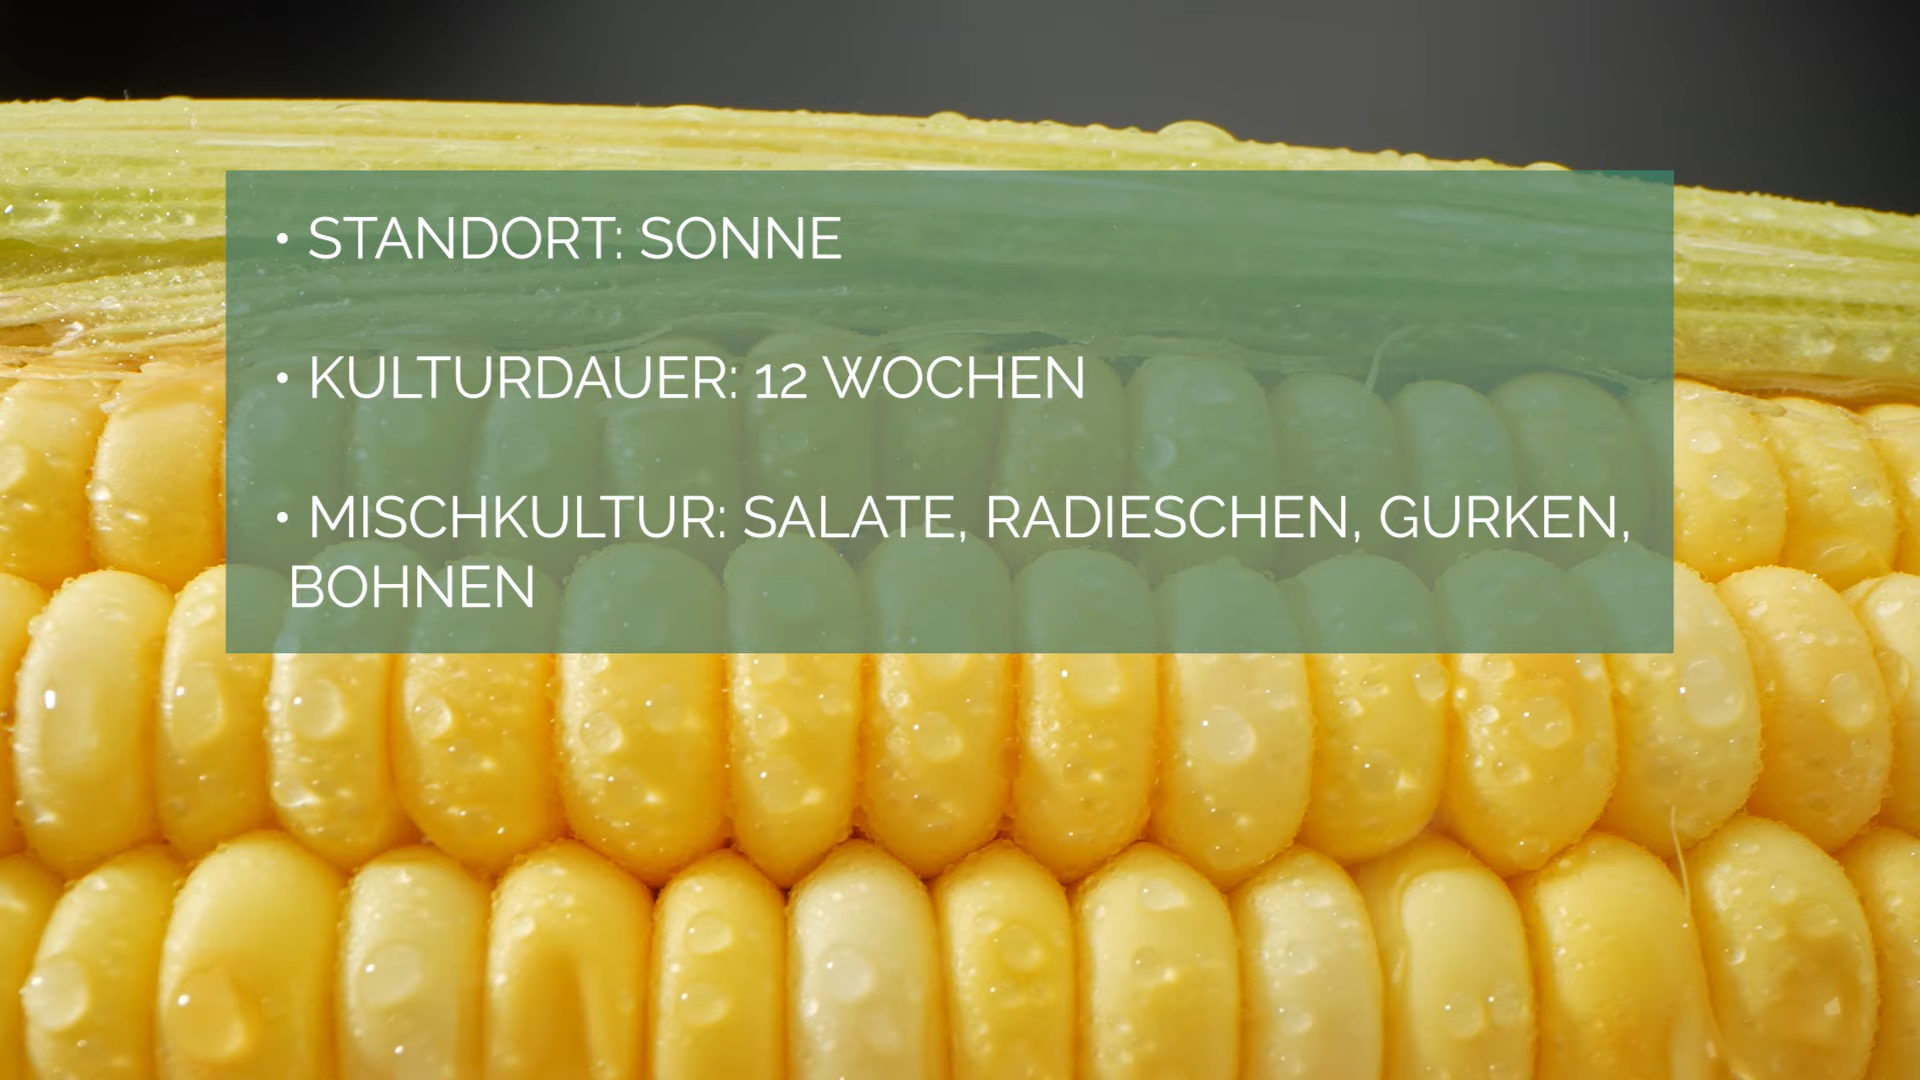 • STANDORT: SONNE
• KULTURDAUER: 12 WOCHEN
• MISCHKULTUR: SALATE, RADIESCHEN, GURKEN,
BOHNEN